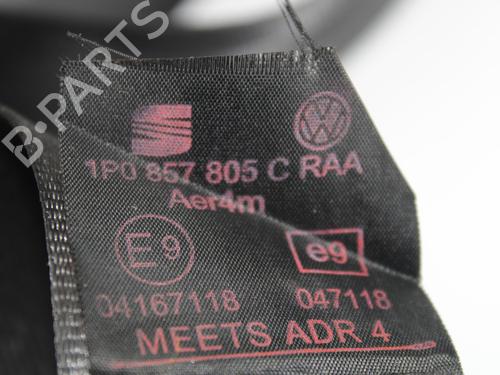 B-PARTS
1P0 857 805 C RAA
Aer4m
E9 e9
04167118 047118
MEETS ADR 4